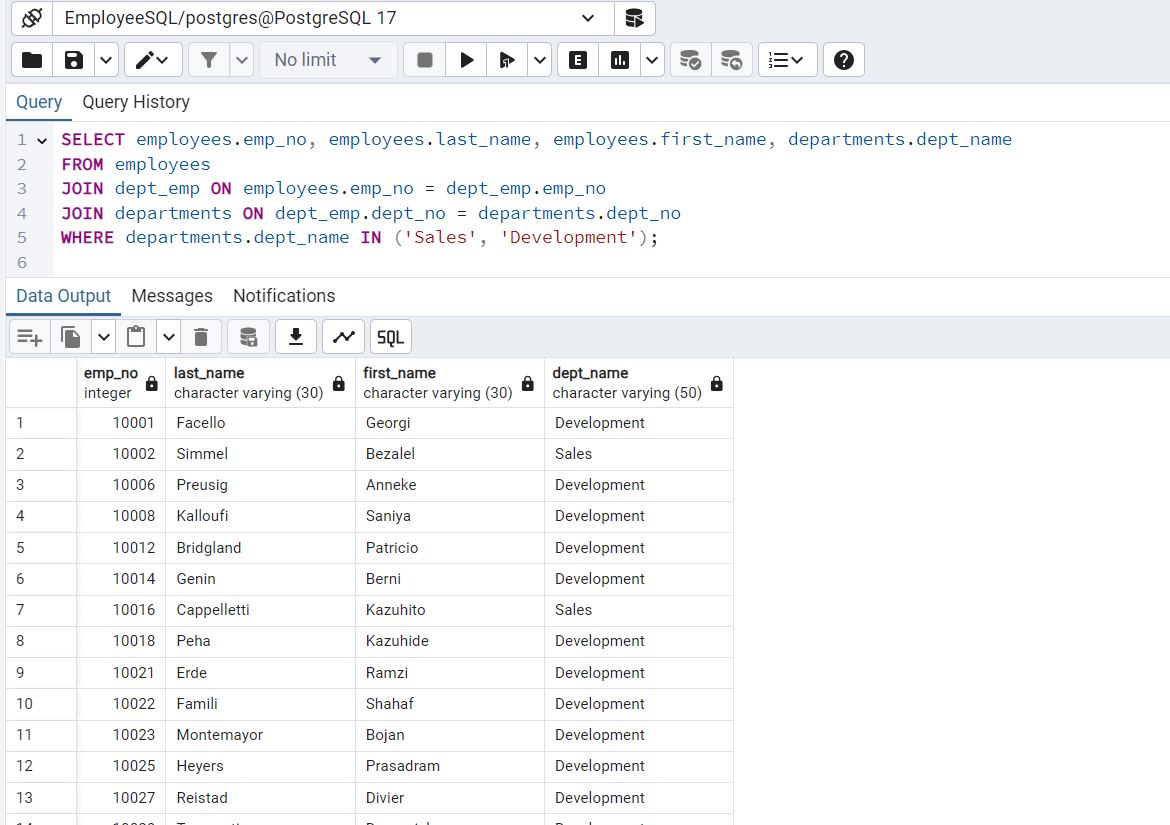 EmployeeSQL/postgres@PostgreSQL 17
No limit
E
Query Query History
1 SELECT employees.emp_no, employees.last_name, employees.first_name, departments.dept_name
2 FROM employees
3 JOIN dept_emp ON employees.emp_no = dept_emp.emp_no
4 JOIN departments ON dept_emp.dept_no = departments.dept_no
5 WHERE departments.dept_name IN ('Sales', 'Development');
6
Data Output Messages Notifications
SQL
emp_no last_name first_name dept_name
integer character varying (30) character varying (30) character varying (50)
1 10001 Facello Georgi Development
2 10002 Simmel Bezalel Sales
3 10006 Preusig Anneke Development
4 10008 Kalloufi Saniya Development
5 10012 Bridgland Patricio Development
6 10014 Genin Berni Development
7 10016 Cappelletti Kazuhito Sales
8 10018 Peha Kazuhide Development
9 10021 Erde Ramzi Development
10 10022 Famili Shahaf Development
11 10023 Montemayor Bojan Development
12 10025 Heyers Prasadram Development
13 10027 Reistad Divier Development